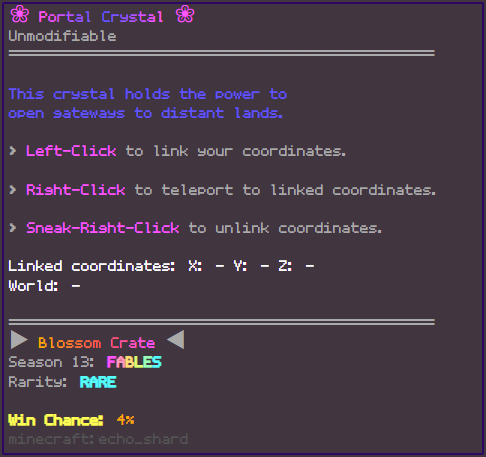 ❀ Portal Crystal ❀
Unmodifiable
This crystal holds the power to
open gateways to distant lands.
> Left-Click to link your coordinates.
> Right-Click to teleport to linked coordinates.
> Sneak-Right-Click to unlink coordinates.
Linked coordinates: X: - Y: - Z: -
World: -
▶ Blossom Crate ◀
Season 13: FABLES
Rarity: RARE
Win Chance: 4%
minecraft:echo_shard